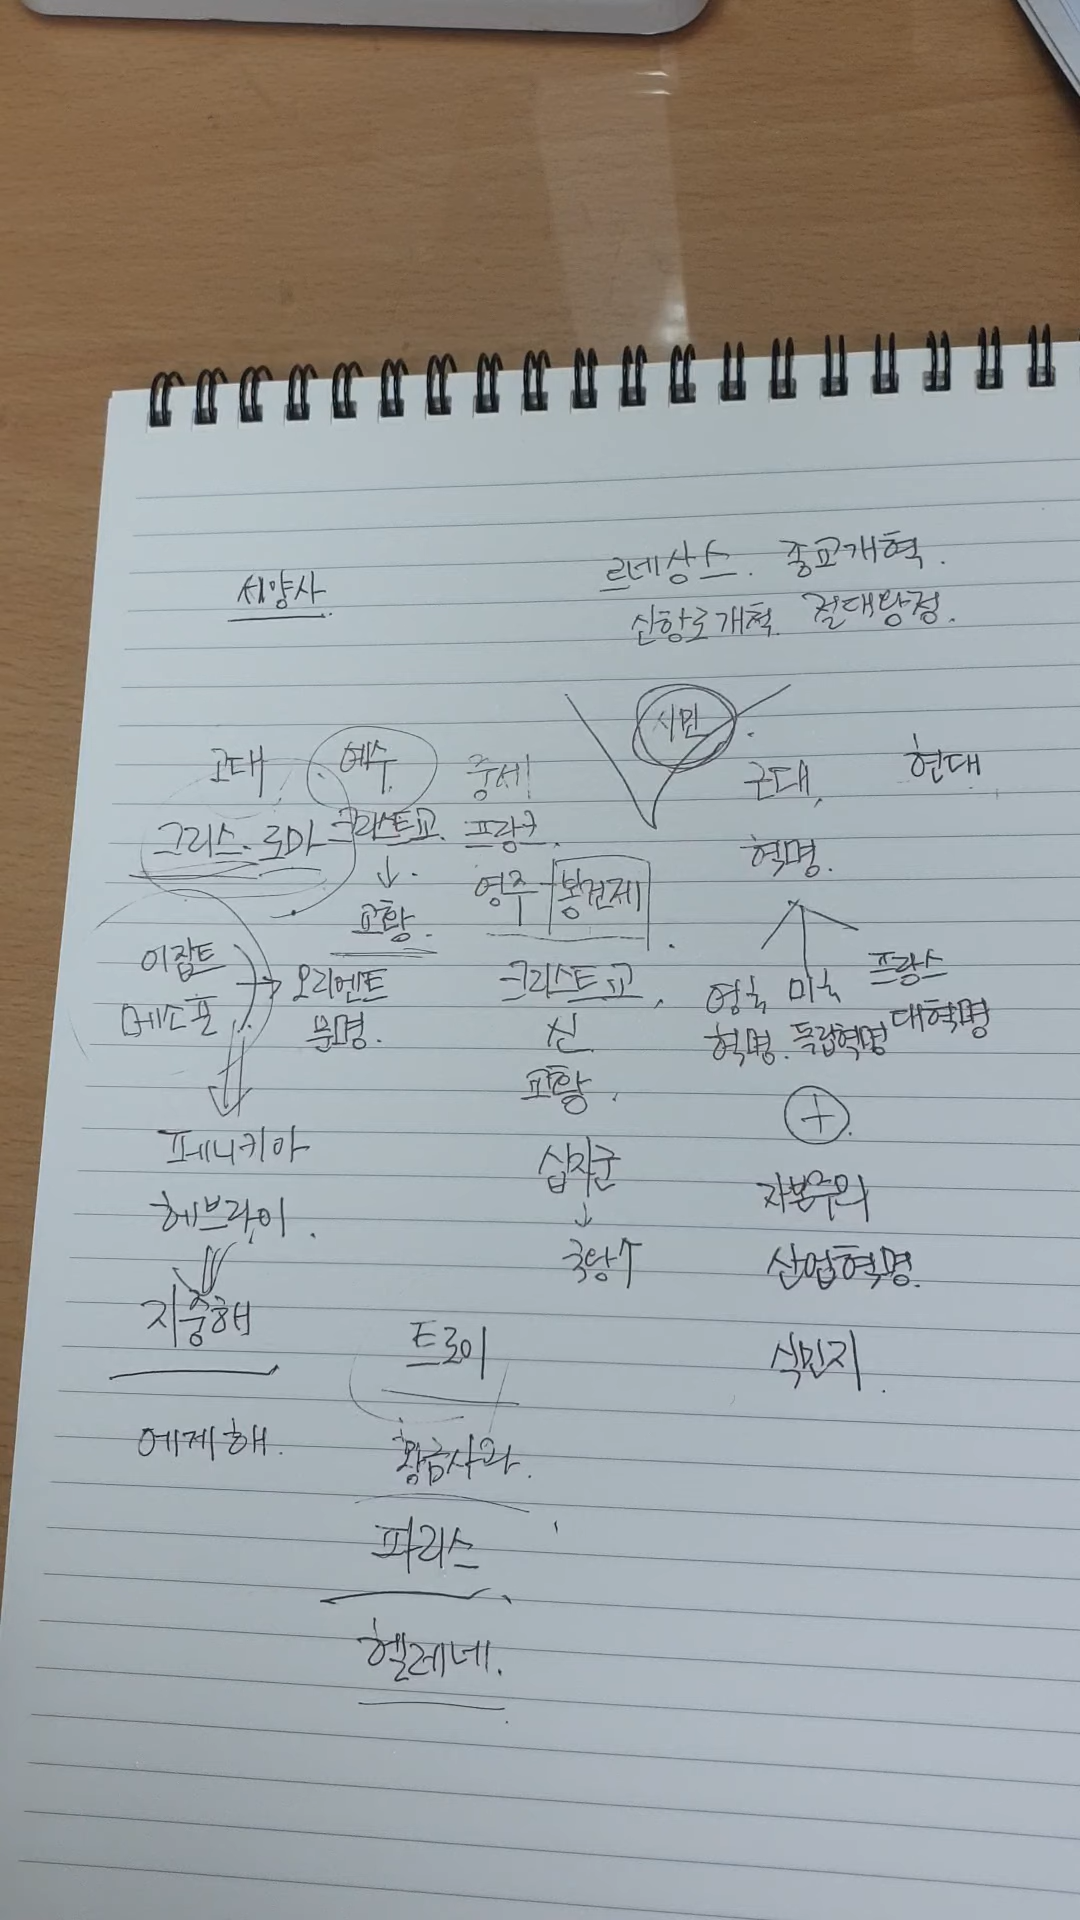 서양사
르네상스. 종교개혁.
신항로개척. 절대왕정.
시민
고대 예수 중세 근대, 현대
그리스. 로마 크리스트교. 프랑크.
↓
교황.
영주 봉건제
혁명.
이집트
메소포
→ 오리엔트
문명.
크리스트교,
신
교황.
십자군
↓
국왕↑
영국 미국 프랑스
혁명. 독립혁명 대혁명
+
자본주의
산업혁명.
식민지.
페니키아
헤브라이.
지중해
에게해.
트로이
황금사과.
파리스
헬레네.